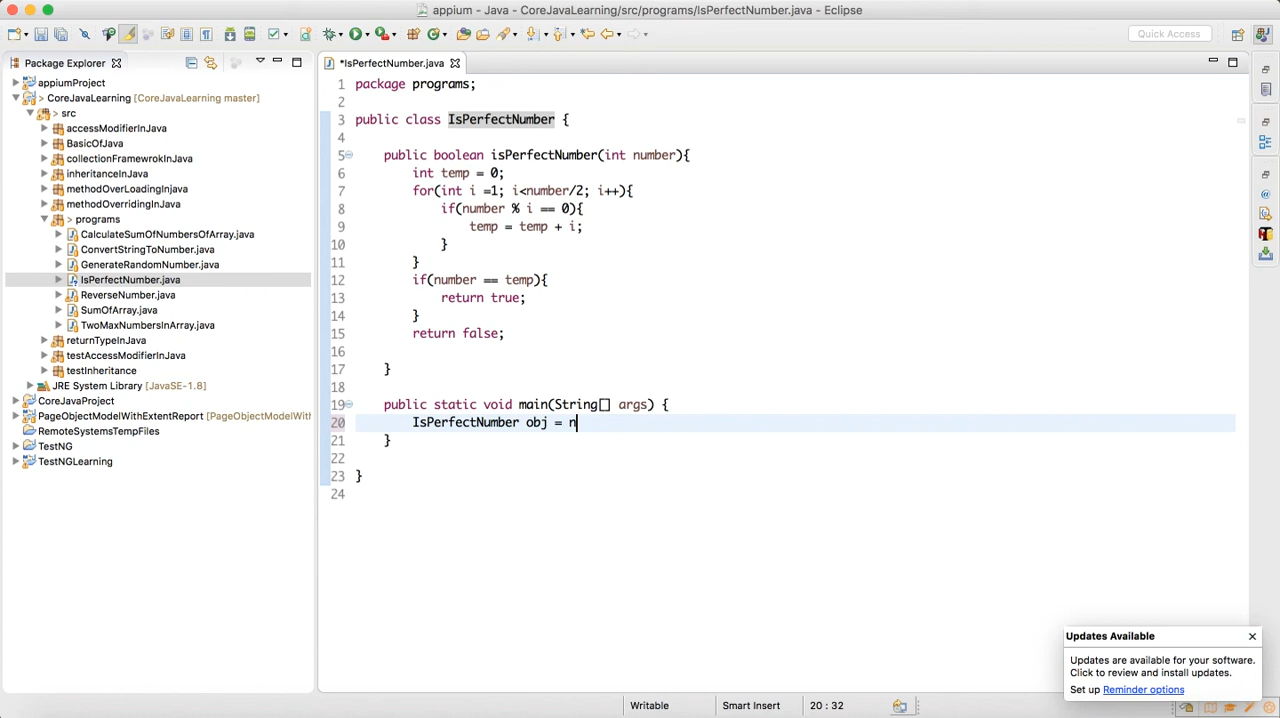 appium - Java - CoreJavaLearning/src/programs/IsPerfectNumber.java - Eclipse
Quick Access
Package Explorer
appiumProject
> CoreJavaLearning [CoreJavaLearning master]
> src
accessModifierInJava
BasicOfJava
collectionFramewrokInJava
inheritanceInJava
methodOverLoadingInjava
methodOverridingInJava
> programs
CalculateSumOfNumbersOfArray.java
ConvertStringToNumber.java
GenerateRandomNumber.java
IsPerfectNumber.java
ReverseNumber.java
SumOfArray.java
TwoMaxNumbersInArray.java
returnTypeInJava
testAccessModifierInJava
testInheritance
JRE System Library [JavaSE-1.8]
CoreJavaProject
PageObjectModelWithExtentReport [PageObjectModelWith
RemoteSystemsTempFiles
TestNG
TestNGLearning
*IsPerfectNumber.java
1 package programs;
2
3 public class IsPerfectNumber {
4
5 public boolean isPerfectNumber(int number){
6 int temp = 0;
7 for(int i =1; i<number/2; i++){
8 if(number % i == 0){
9 temp = temp + i;
10 }
11 }
12 if(number == temp){
13 return true;
14 }
15 return false;
16
17 }
18
19 public static void main(String[] args) {
20 IsPerfectNumber obj = n
21 }
22
23 }
24
Updates Available
Updates are available for your software.
Click to review and install updates.
Set up Reminder options
Writable
Smart Insert
20 : 32